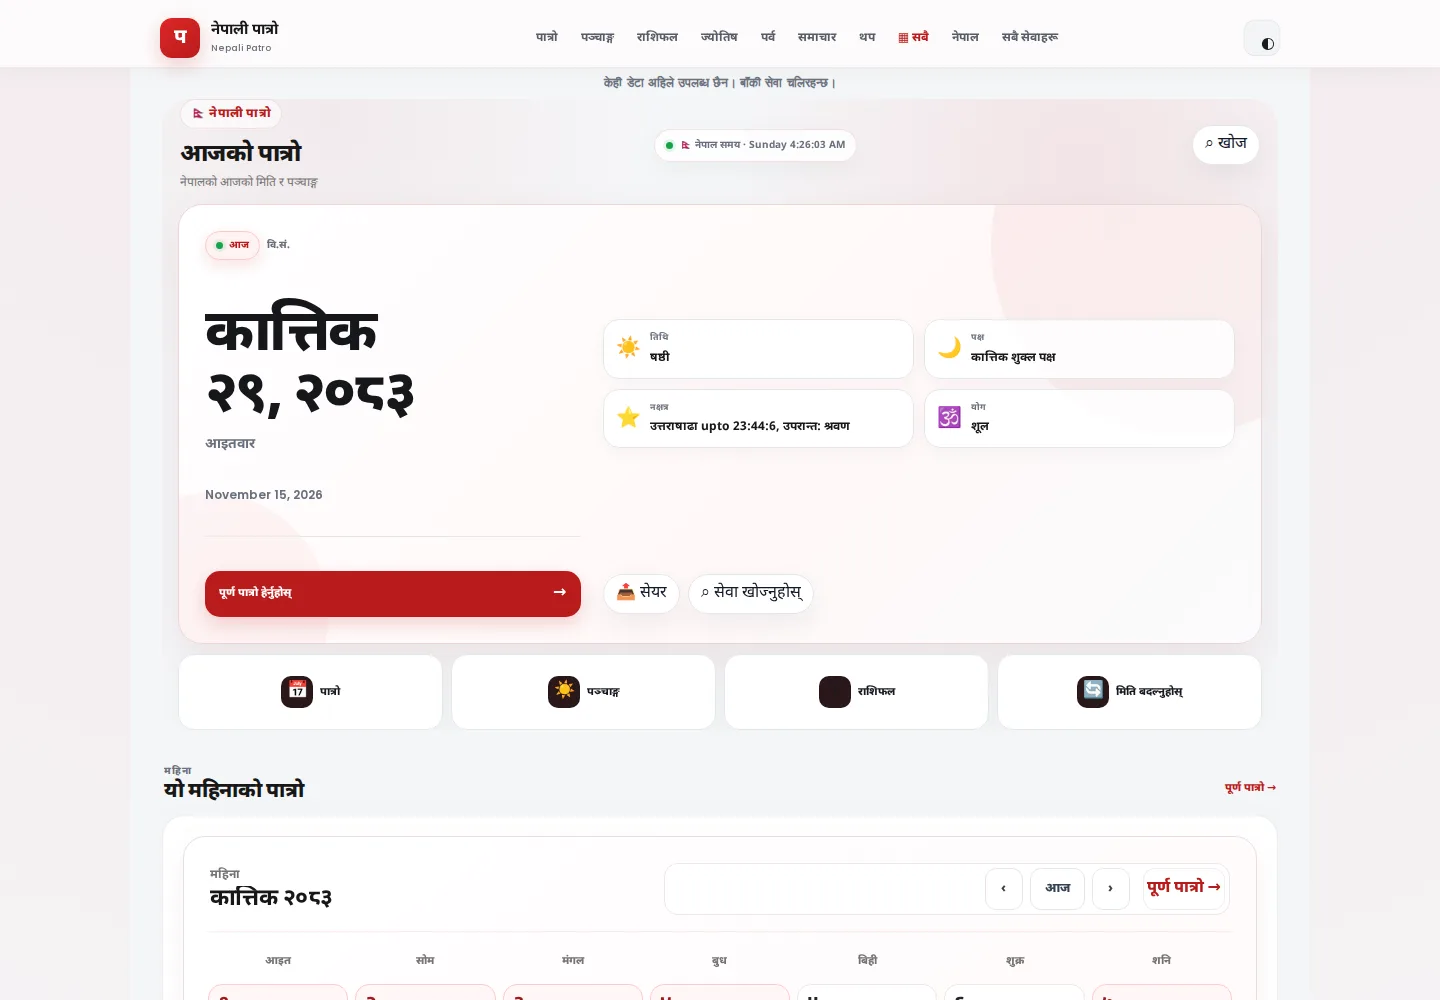 प
नेपाली पात्रो
Nepali Patro
पात्रो पञ्चाङ्ग राशिफल ज्योतिष पर्व समाचार थप ▦ सबै नेपाल सबै सेवाहरू
केही डेटा अहिले उपलब्ध छैन। बाँकी सेवा चलिरहन्छ।
नेपाली पात्रो
आजको पात्रो
नेपालको आजको मिति र पञ्चाङ्ग
नेपाल समय · Sunday 4:26:03 AM
⌕ खोज
आज वि.सं.
कात्तिक
२९, २०८३
आइतवार
November 15, 2026
तिथि
षष्ठी
पक्ष
कात्तिक शुक्ल पक्ष
नक्षत्र
उत्तराषाढा upto 23:44:6, उपरान्त: श्रवण
योग
शूल
पूर्ण पात्रो हेर्नुहोस् →
सेयर
⌕ सेवा खोज्नुहोस्
पात्रो
पञ्चाङ्ग
राशिफल
मिति बदल्नुहोस्
महिना
यो महिनाको पात्रो
पूर्ण पात्रो →
महिना
कात्तिक २०८३
‹ आज › पूर्ण पात्रो →
आइत सोम मंगल बुध बिही शुक्र शनि